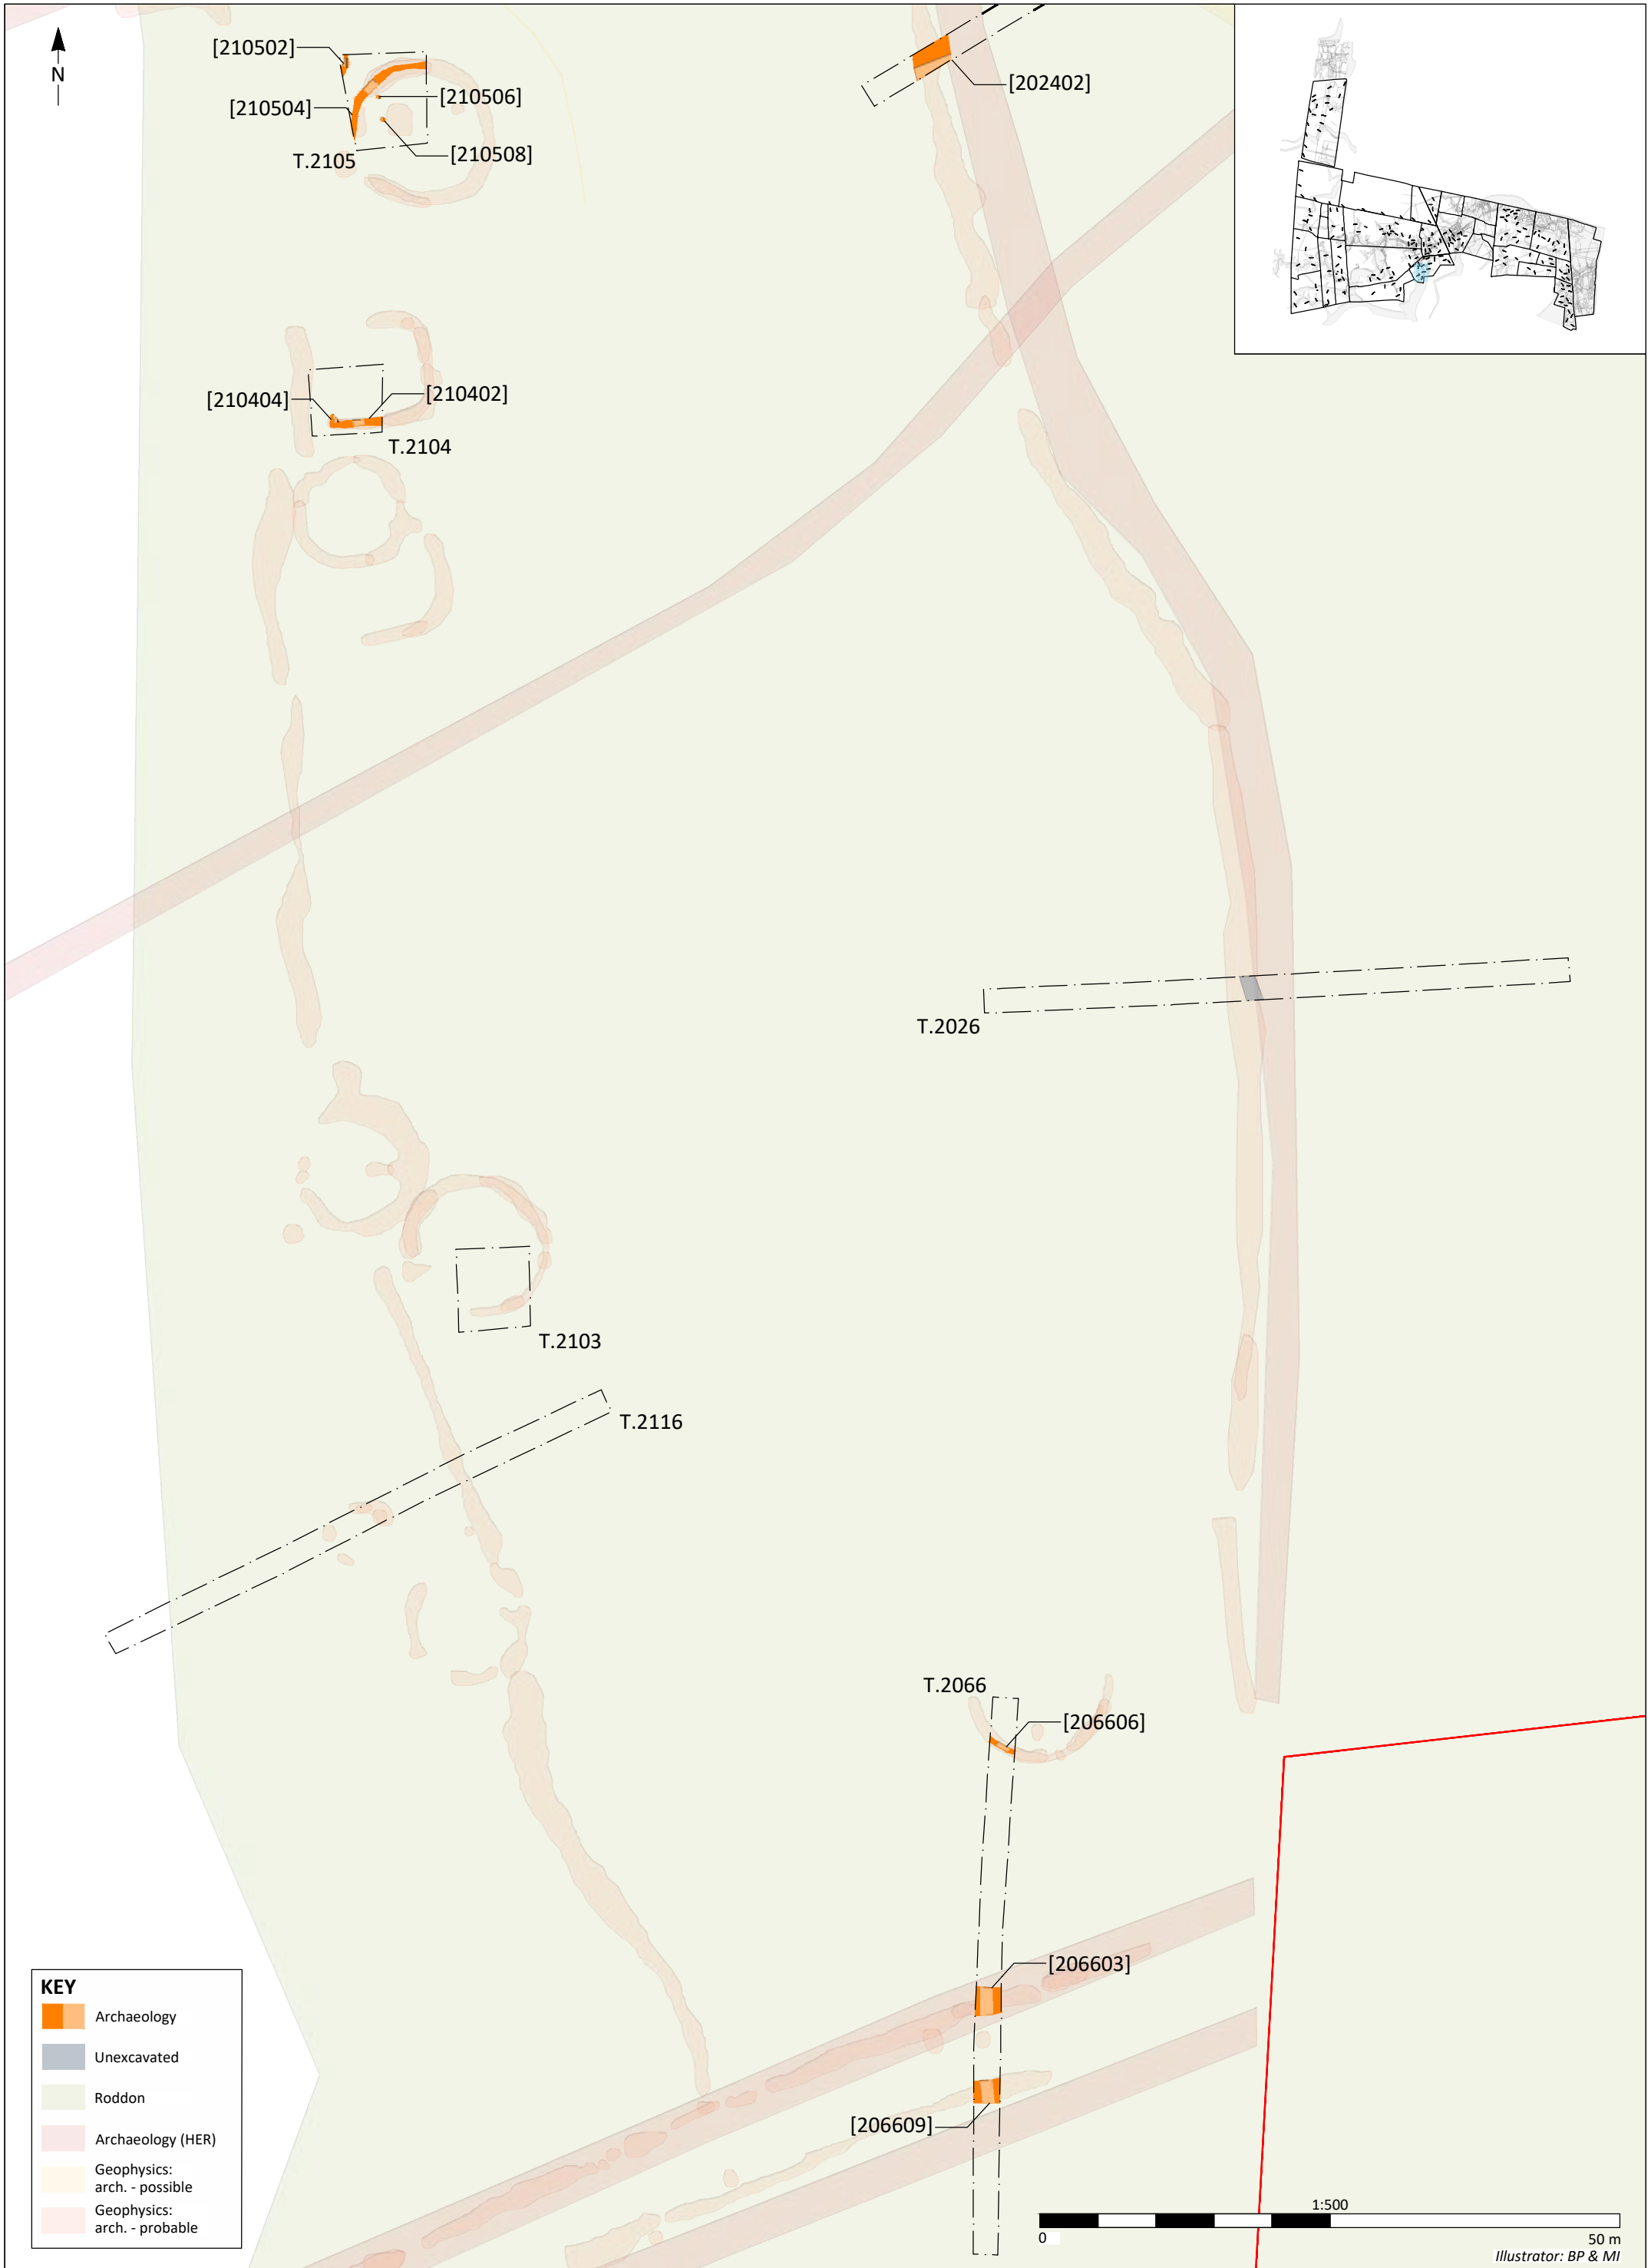 N
[210502]
[210504]
[210506]
[210508]
T.2105
[202402]
[210404]
[210402]
T.2104
T.2026
T.2103
T.2116
T.2066
[206606]
[206603]
[206609]
KEY
Archaeology
Unexcavated
Roddon
Archaeology (HER)
Geophysics:
arch. - possible
Geophysics:
arch. - probable
1:500
0
50 m
Illustrator: BP & MI